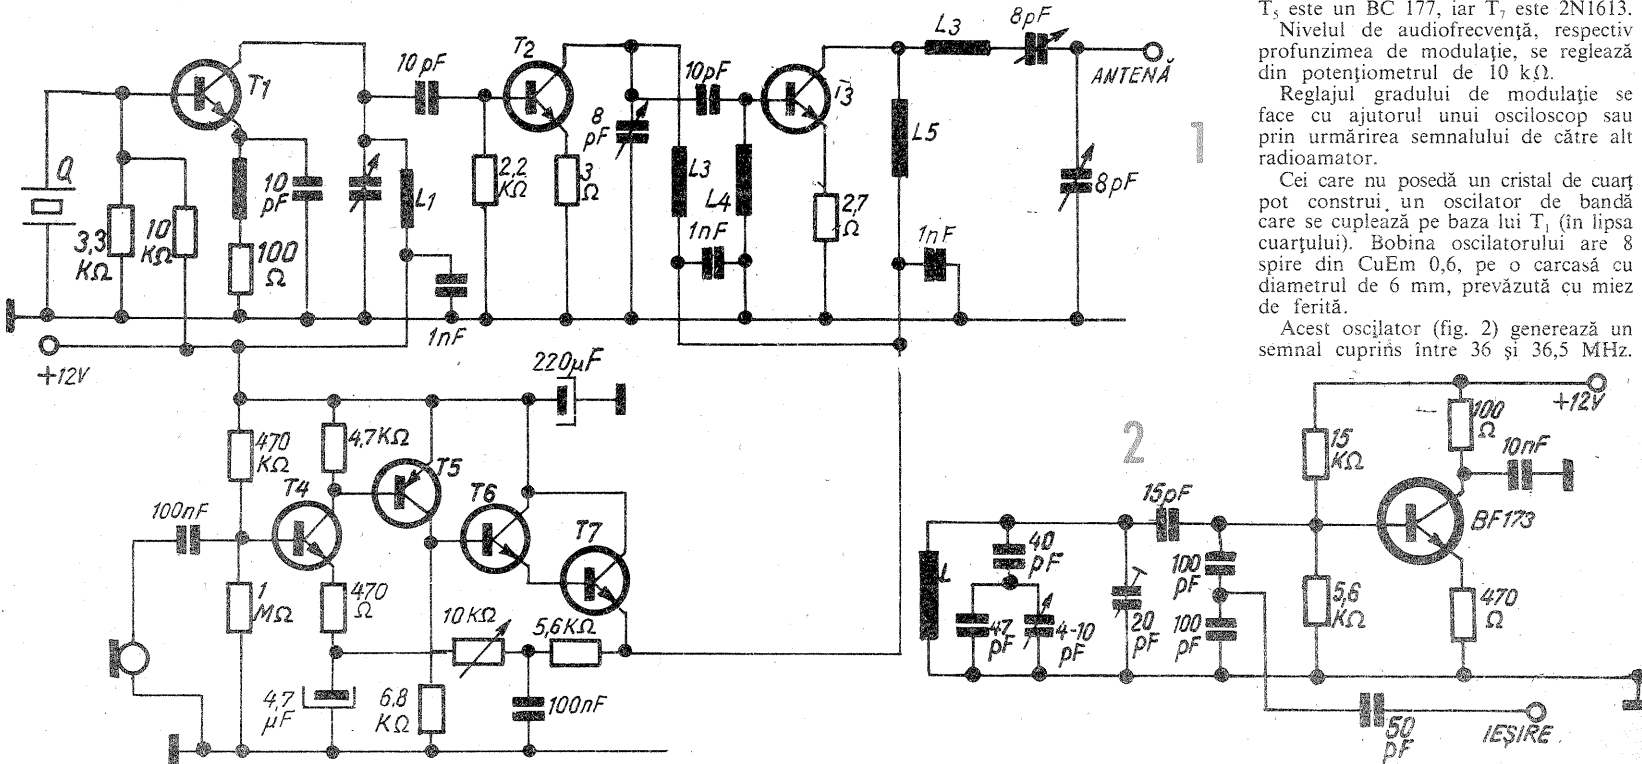 T1
T2
T3
10 pF
10pF
L3
8pF
ANTENĂ
Q
3,3
KΩ
10
KΩ
10
pF
100
Ω
L1
1nF
2,2
KΩ
3
Ω
8
pF
L3
L4
1nF
2,7
Ω
L5
1nF
8pF
1
+12V
220µF
470
KΩ
4,7KΩ
T4
T5
T6
T7
100nF
1
MΩ
470
Ω
10KΩ
5,6KΩ
4,7
µF
6,8
KΩ
100nF
T₅ este un BC 177, iar T₇ este 2N1613.
Nivelul de audiofrecvență, respectiv
profunzimea de modulație, se reglează
din potențiometrul de 10 kΩ.
Reglajul gradului de modulație se
face cu ajutorul unui osciloscop sau
prin urmărirea semnalului de către alt
radioamator.
Cei care nu posedă un cristal de cuarț
pot construi un oscilator de bandă
care se cuplează pe baza lui T₁ (în lipsa
cuarțului). Bobina oscilatorului are 8
spire din CuEm 0,6, pe o carcasă cu
diametrul de 6 mm, prevăzută cu miez
de ferită.
Acest oscilator (fig. 2) generează un
semnal cuprins între 36 și 36,5 MHz.
2
+12V
15
KΩ
100
Ω
10nF
BF173
15pF
L
40
pF
47
pF
4-10
pF
20
pF
100
pF
100
pF
5,6
KΩ
470
Ω
50
pF
IEȘIRE